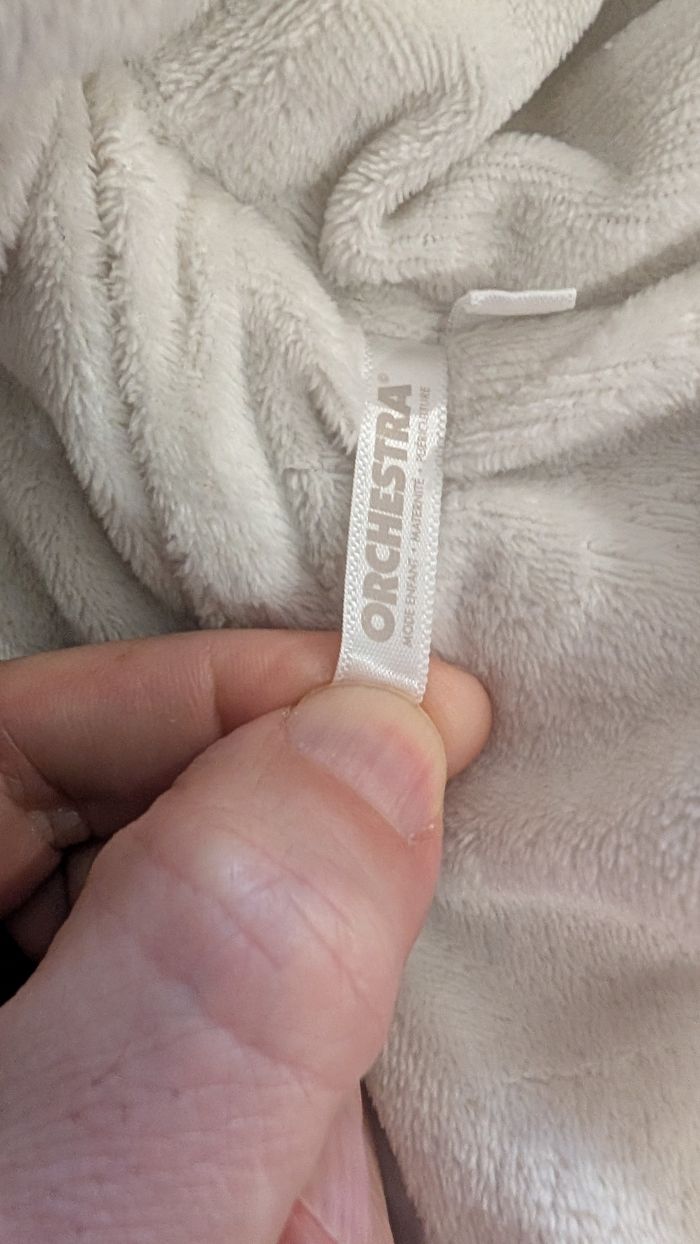 ORCHESTRA®
MODE ENFANT • MATERNITÉ • PUÉRICULTURE